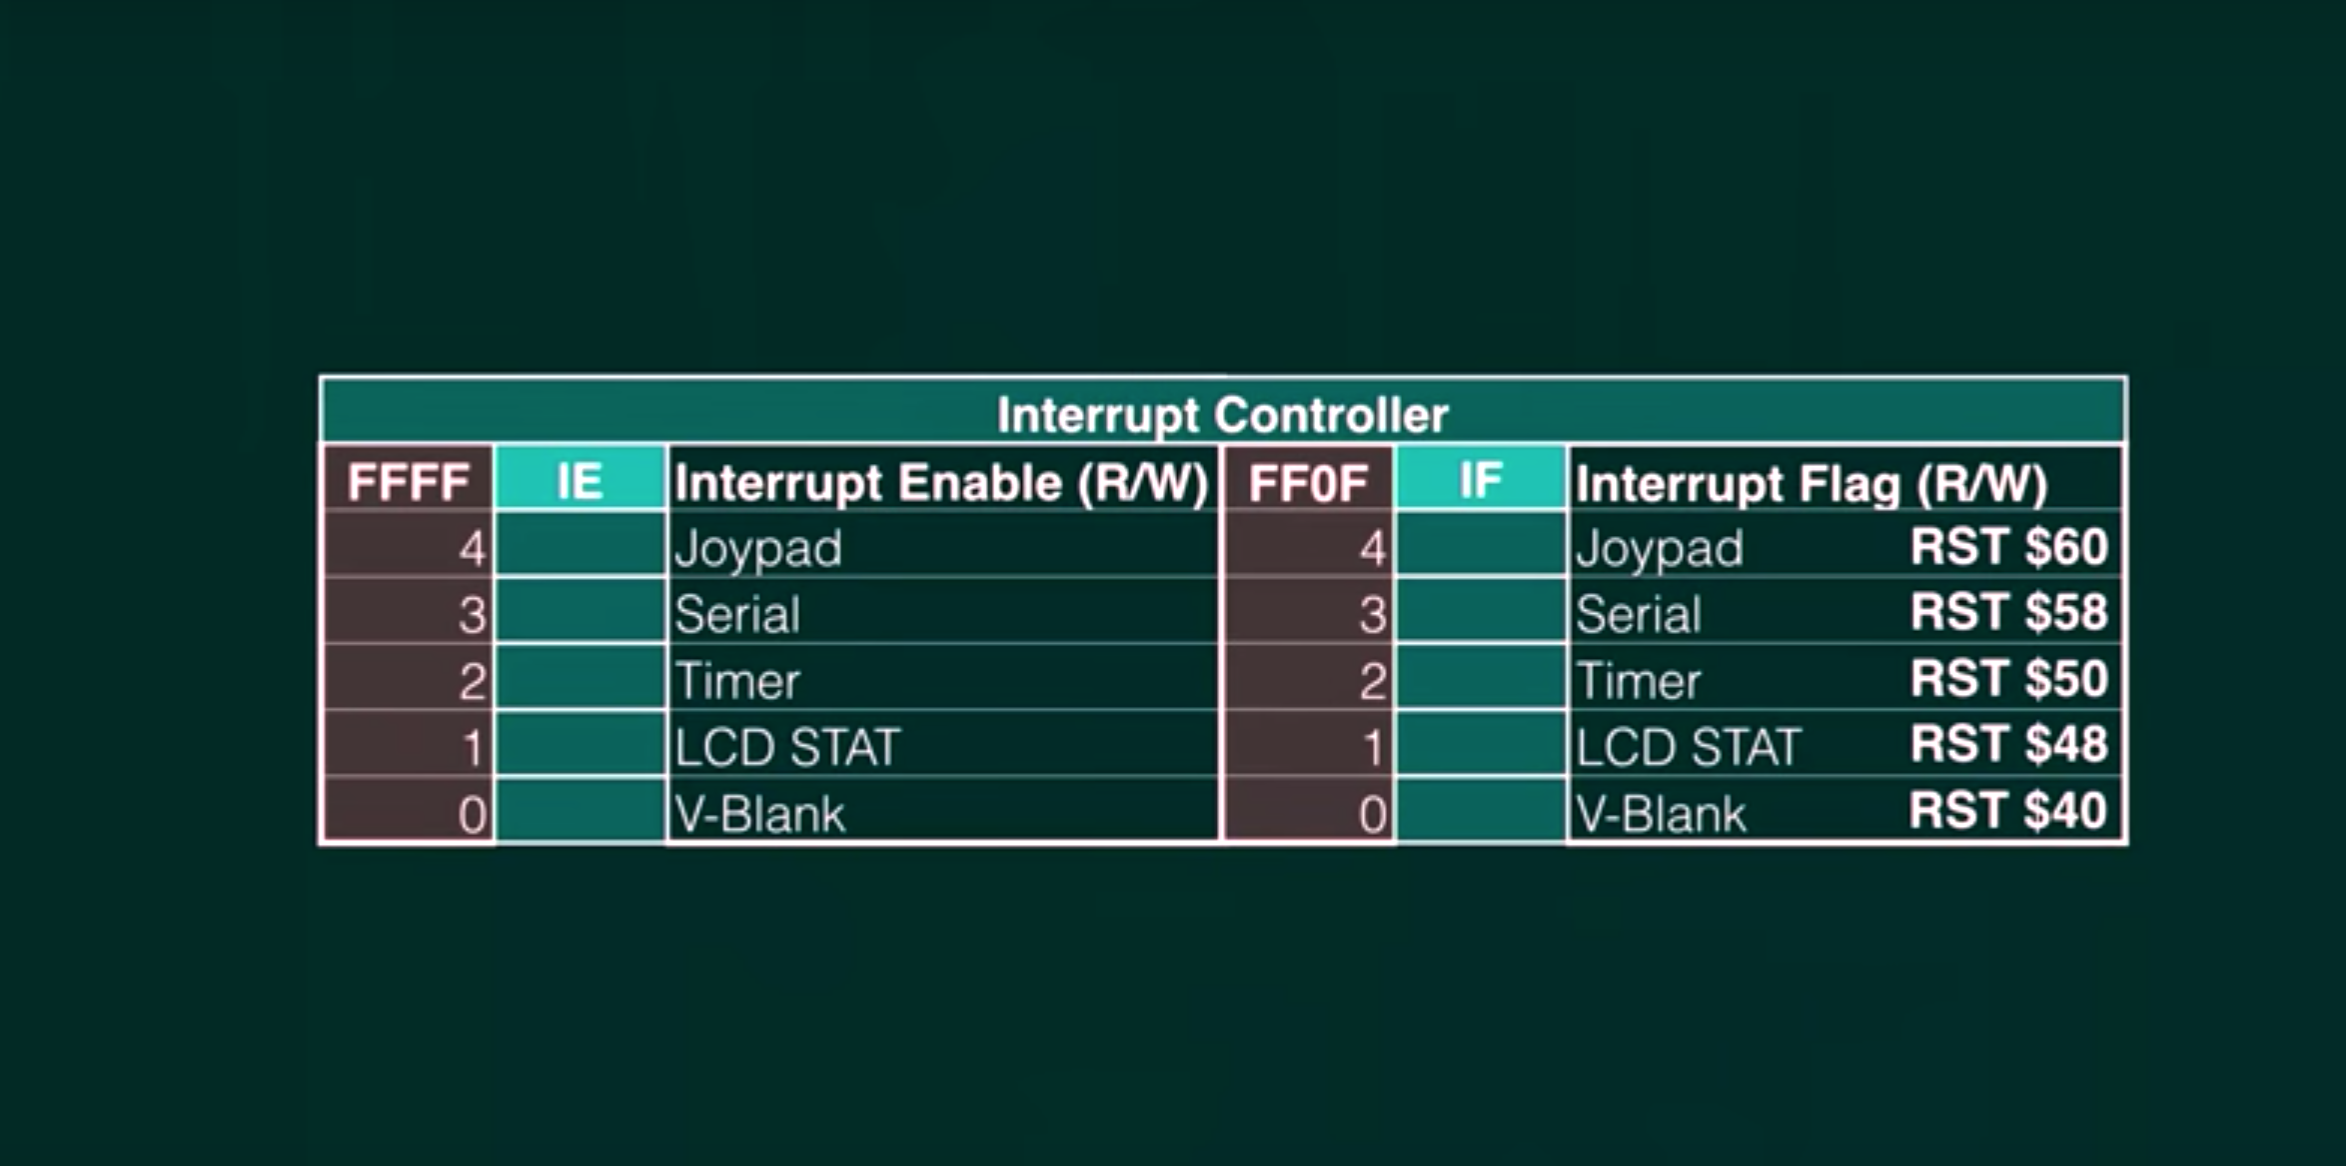 Interrupt Controller
FFFF IE Interrupt Enable (R/W) FF0F IF Interrupt Flag (R/W)
4 Joypad 4 Joypad RST $60
3 Serial 3 Serial RST $58
2 Timer 2 Timer RST $50
1 LCD STAT 1 LCD STAT RST $48
0 V-Blank 0 V-Blank RST $40